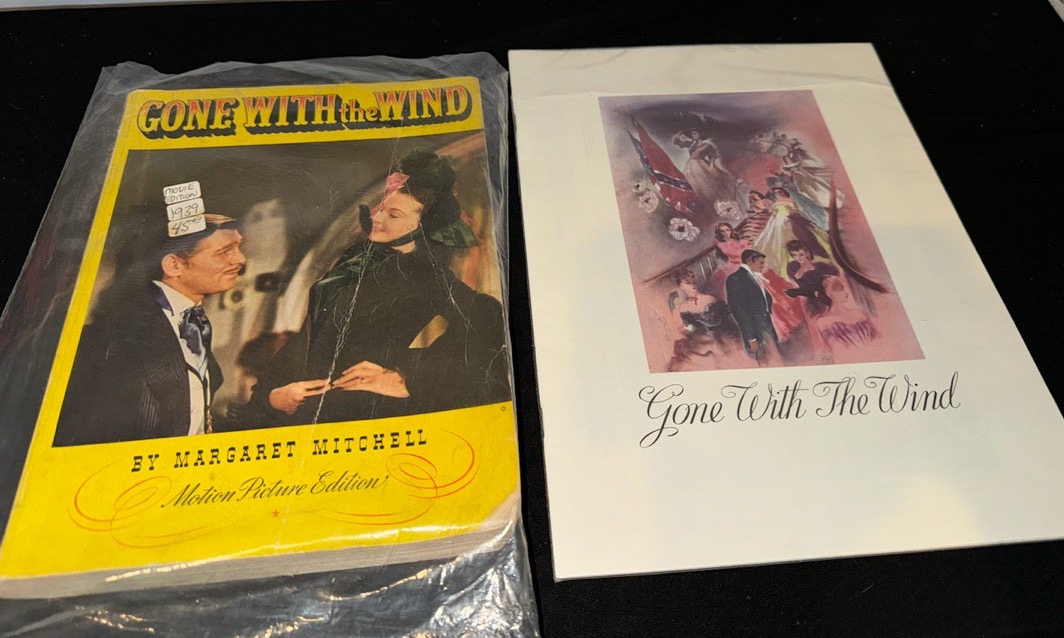 GONE WITH the WIND
MOVIE
EDITION
1939
45
BY MARGARET MITCHELL
Motion Picture Edition
Gone With The Wind